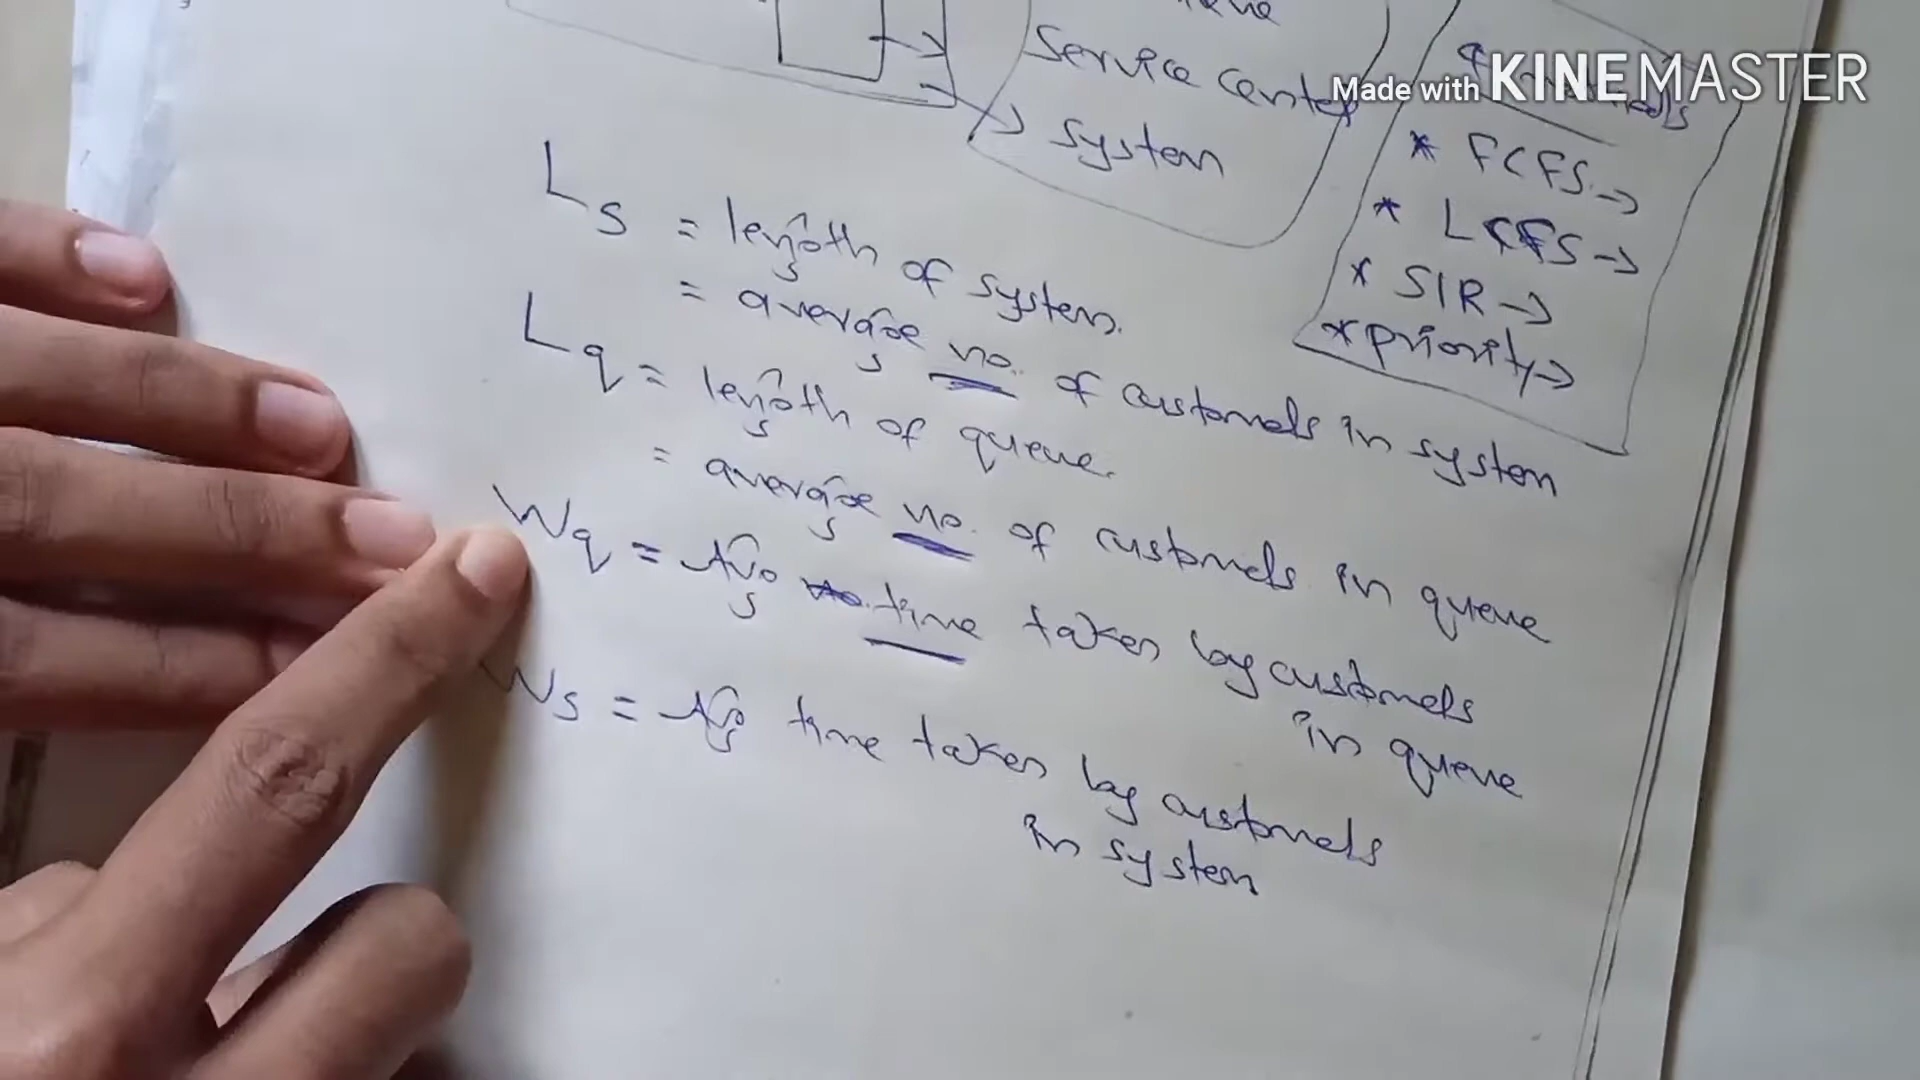 Service center
system
Made with KINEMASTER
* FCFS →
* LCFS →
* SIR →
* priority →
Ls = length of system.
= average no. of customers in system
Lq = length of queue.
= average no. of customers in queue
Wq = Avg time taken by customers
in queue
Ws = Avg time taken by customers
in system